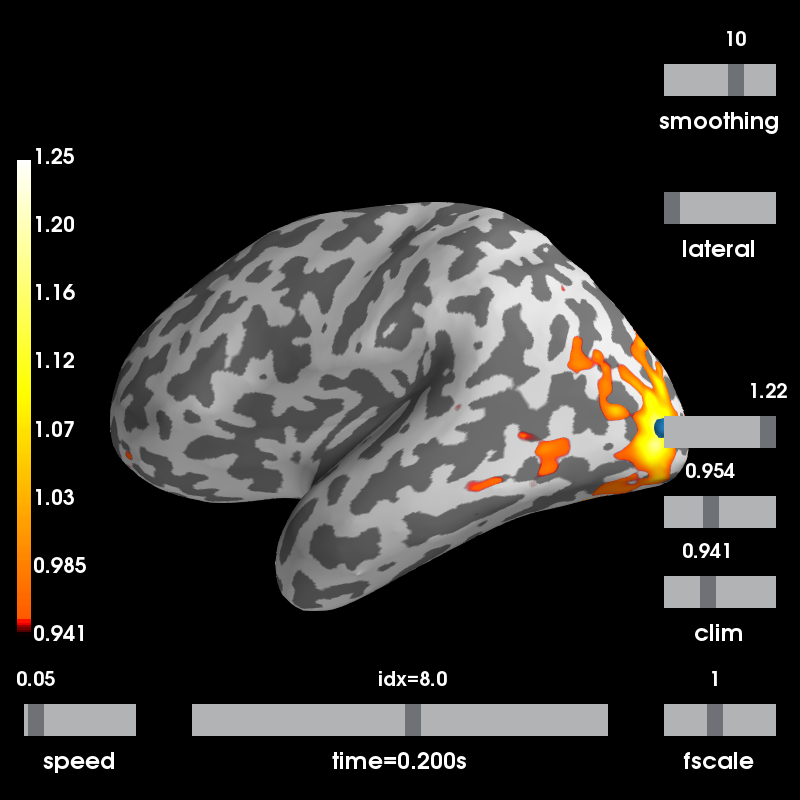 10
smoothing
1.25
1.20
lateral
1.16
1.12
1.22
1.07
0.954
1.03
0.941
0.985
0.941
clim
0.05
idx=8.0
1
speed
time=0.200s
fscale